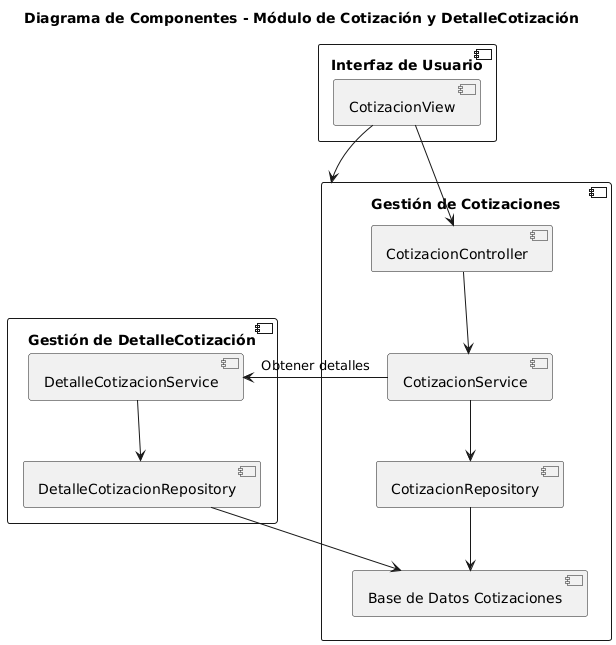 Diagrama de Componentes - Módulo de Cotización y DetalleCotización
Interfaz de Usuario
CotizacionView
Gestión de Cotizaciones
CotizacionController
Gestión de DetalleCotización
DetalleCotizacionService
Obtener detalles
CotizacionService
DetalleCotizacionRepository
CotizacionRepository
Base de Datos Cotizaciones